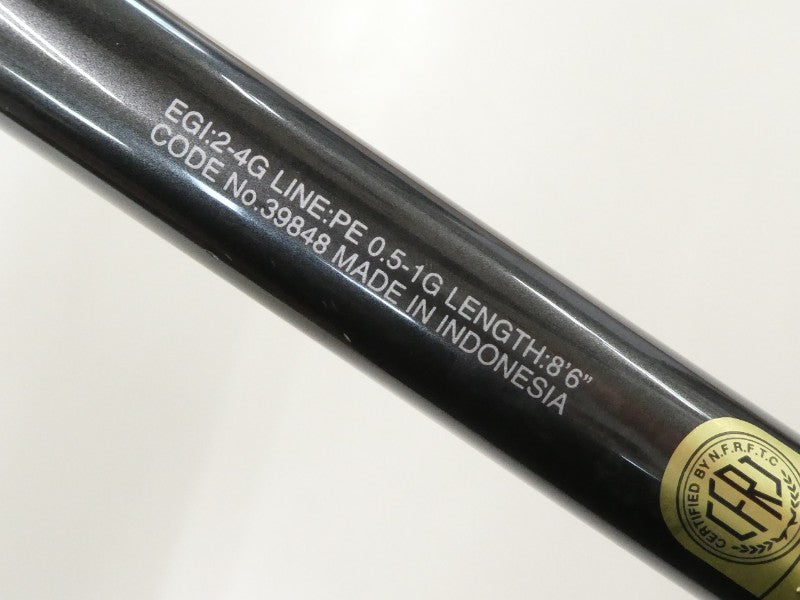 EGI:2-4G LINE:PE 0.5-1G LENGTH:8'6"
CODE No.39848 MADE IN INDONESIA
CERTIFIED BY N.F.R.F.T.C
CFRJ